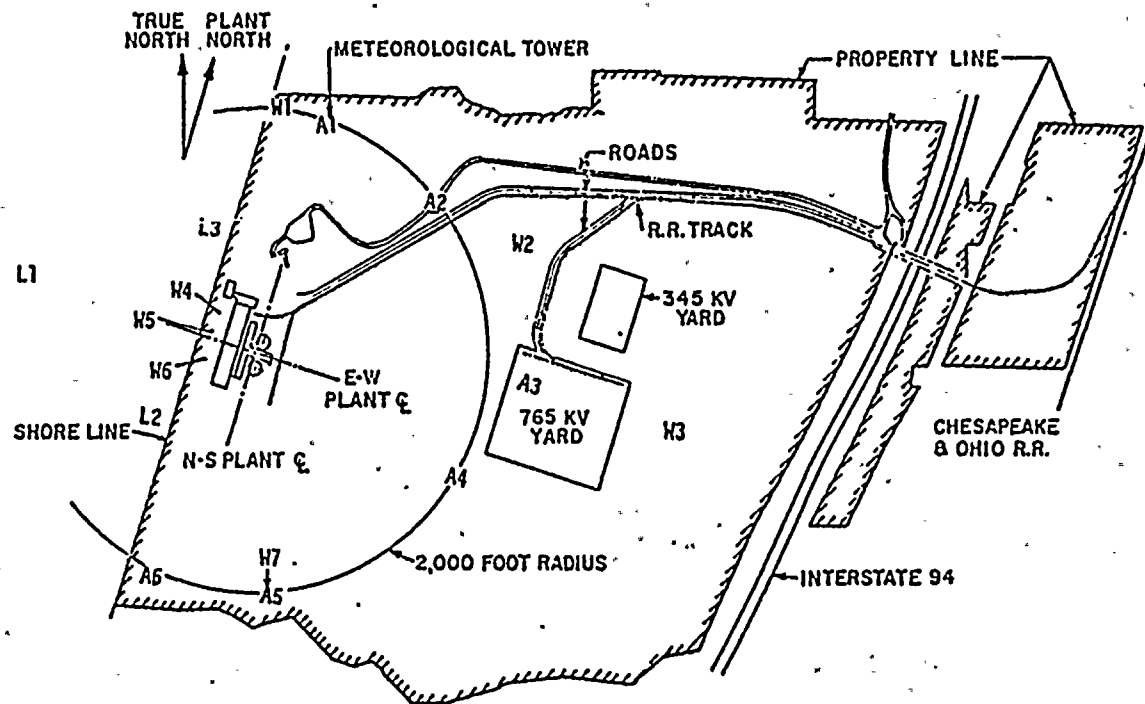 TRUE PLANT
NORTH NORTH
METEOROLOGICAL TOWER
PROPERTY LINE
W1
A1
ROADS
A2
L3
W2
R.R. TRACK
L1
W4
345 KV
YARD
W5
W6
E-W
PLANT ℄
A3
765 KV
YARD
L2
SHORE LINE
W3
CHESAPEAKE
& OHIO R.R.
N-S PLANT ℄
A4
W7
2,000 FOOT RADIUS
A6
A5
INTERSTATE 94